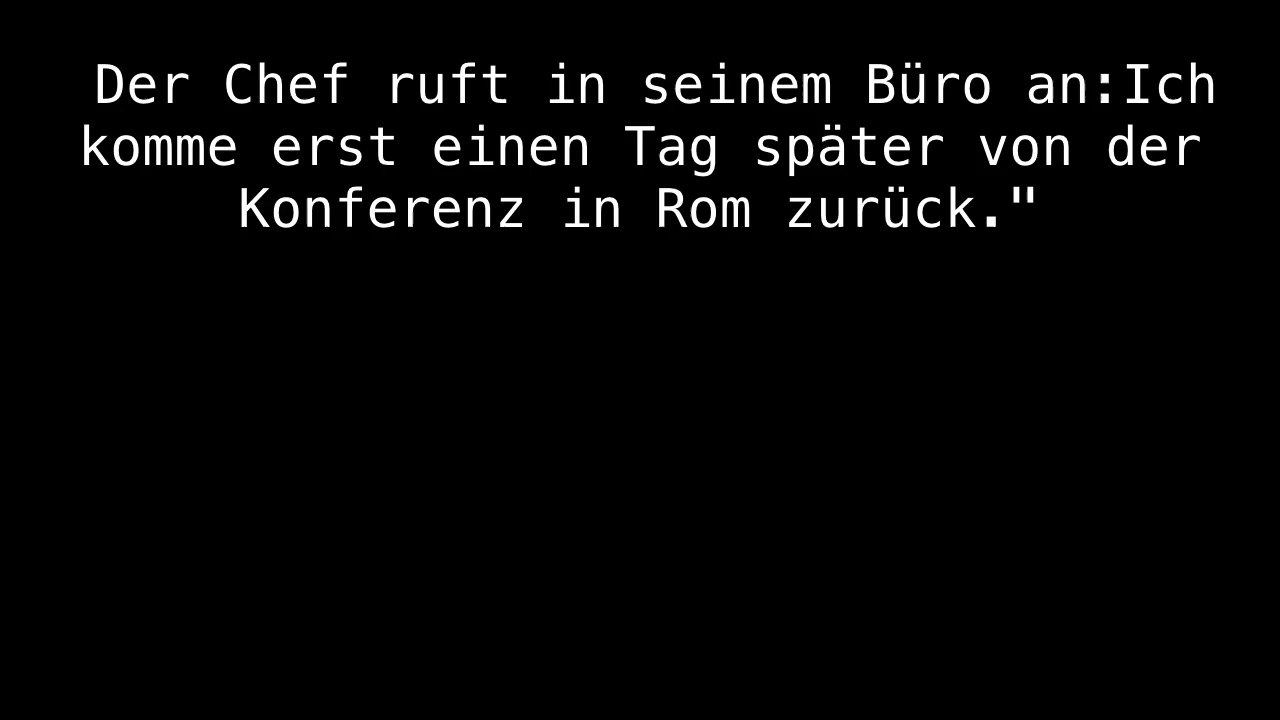 Der Chef ruft in seinem Büro an:Ich
komme erst einen Tag später von der
Konferenz in Rom zurück."